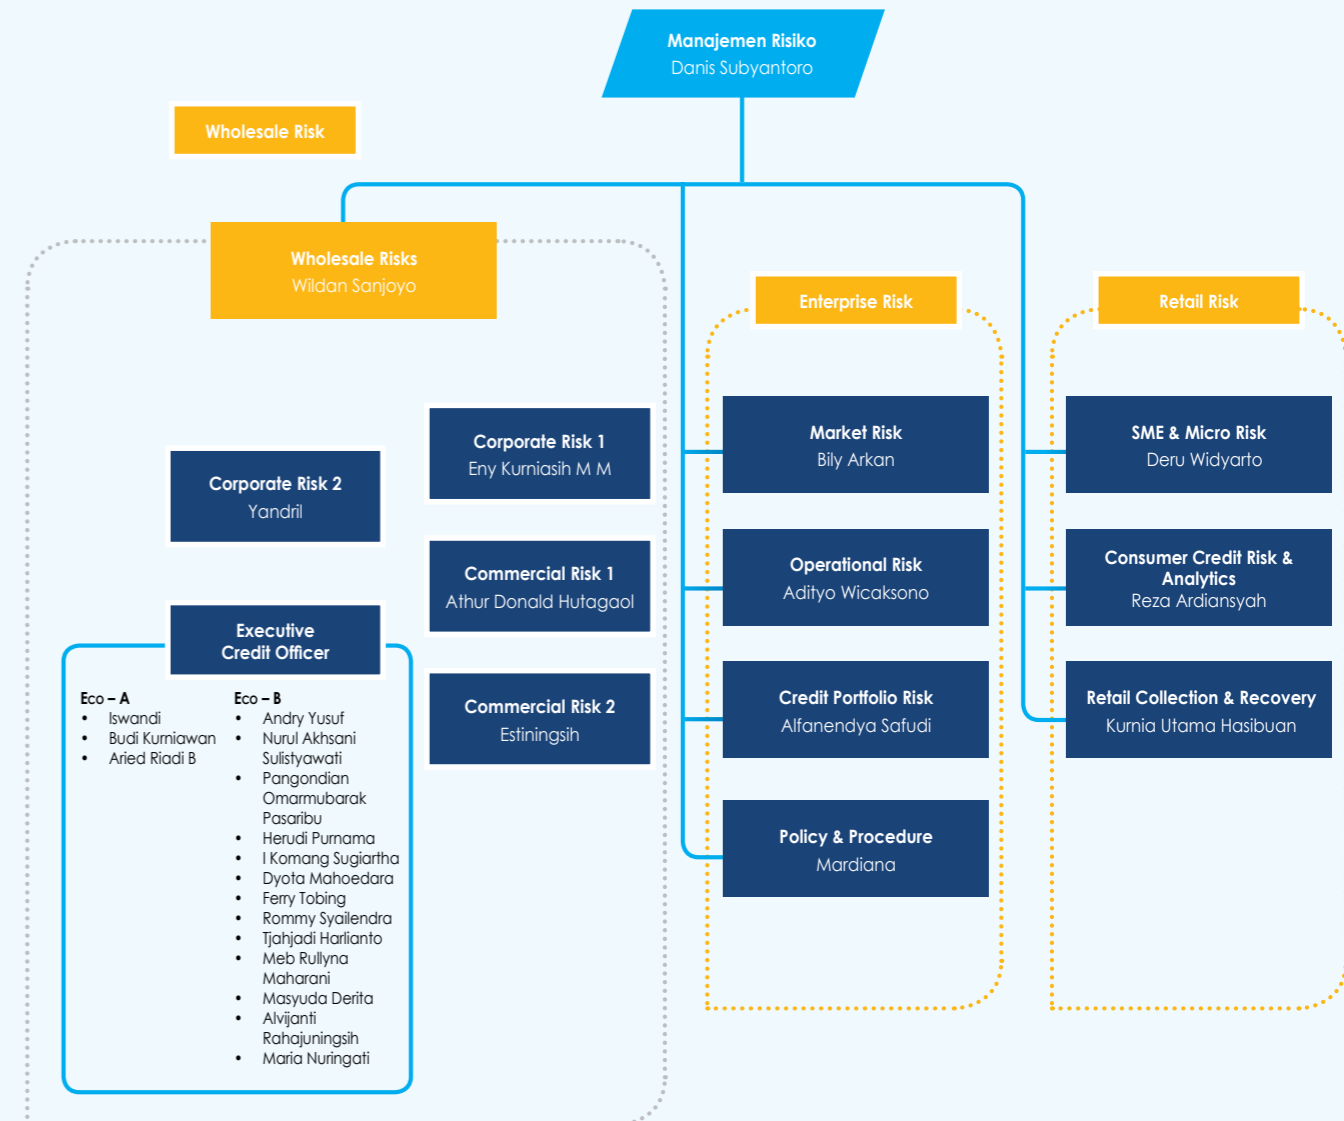 Manajemen Risiko
Danis Subyantoro
Wholesale Risk
Wholesale Risks
Wildan Sanjoyo
Corporate Risk 2
Yandril
Corporate Risk 1
Eny Kurniasih M M
Commercial Risk 1
Athur Donald Hutagaol
Commercial Risk 2
Estiningsih
Executive
Credit Officer
Eco – A
• Iswandi
• Budi Kurniawan
• Aried Riadi B
Eco – B
• Andry Yusuf
• Nurul Akhsani
Sulistyawati
• Pangondian
Omarmubarak
Pasaribu
• Herudi Purnama
• I Komang Sugiartha
• Dyota Mahoedara
• Ferry Tobing
• Rommy Syailendra
• Tjahjadi Harlianto
• Meb Rullyna
Maharani
• Masyuda Derita
• Alvijanti
Rahajuningsih
• Maria Nuringati
Enterprise Risk
Market Risk
Bily Arkan
Operational Risk
Adityo Wicaksono
Credit Portfolio Risk
Alfanendya Safudi
Policy & Procedure
Mardiana
Retail Risk
SME & Micro Risk
Deru Widyarto
Consumer Credit Risk &
Analytics
Reza Ardiansyah
Retail Collection & Recovery
Kurnia Utama Hasibuan